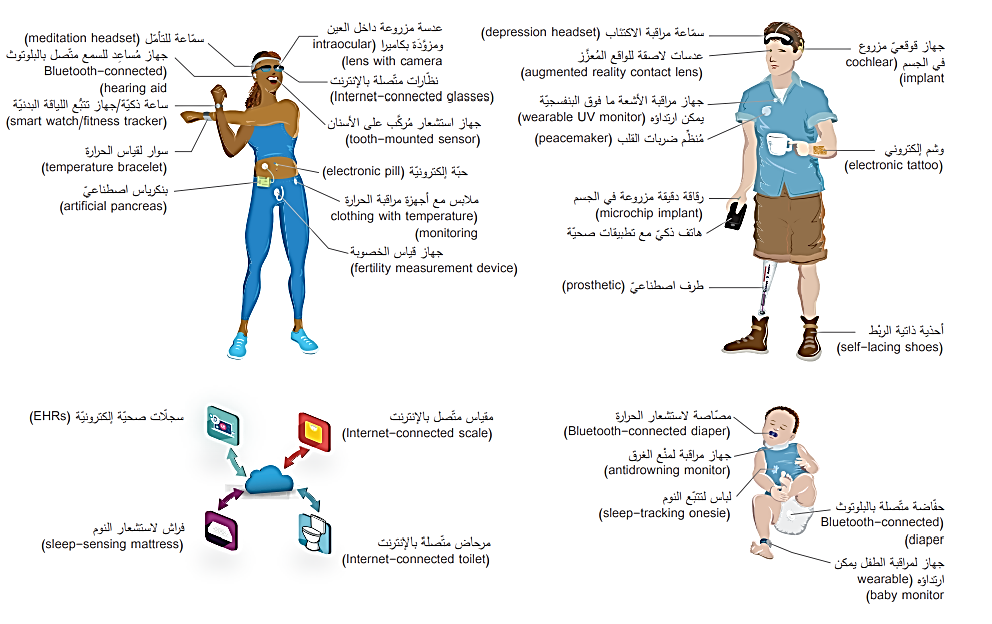 سمّاعة للتأمّل (meditation headset)
جهاز مُساعِد للسمع متّصل بالبلوتوث
(Bluetooth-connected
hearing aid)
ساعة ذكيّة/جهاز تتبُّع اللياقة البدنيّة
(smart watch/fitness tracker)
سوار لقياس الحرارة
(temperature bracelet)
بنكرياس اصطناعيّ
(artificial pancreas)
عدسة مزروعة داخل العين
ومزوَّدة بكاميرا (intraocular
lens with camera)
نظّارات متّصلة بالإنترنت
(Internet-connected glasses)
جهاز استشعار مُركَّب على الأسنان
(tooth-mounted sensor)
حبّة إلكترونيّة (electronic pill)
ملابس مع أجهزة مراقبة الحرارة
(clothing with temperature
monitoring)
جهاز قياس الخصوبة
(fertility measurement device)
سمّاعة مراقبة الاكتئاب (depression headset)
عدسات لاصقة للواقع المُعزَّز
(augmented reality contact lens)
جهاز مراقبة الأشعة ما فوق البنفسجيّة
يمكن ارتداؤه (wearable UV monitor)
مُنظِّم ضربات القلب (peacemaker)
رقاقة دقيقة مزروعة في الجسم
(microchip implant)
هاتف ذكيّ مع تطبيقات صحيّة
طرف اصطناعيّ (prosthetic)
جهاز قوقعيّ مزروع
في الجسم (cochlear
implant)
وشم إلكتروني
(electronic tattoo)
أحذية ذاتية الربْط
(self-lacing shoes)
سجلّات صحيّة إلكترونيّة (EHRs)
مقياس متّصل بالإنترنت
(Internet-connected scale)
فراش لاستشعار النوم
(sleep-sensing mattress)
مرحاض متّصلةً بالإنترنت
(Internet-connected toilet)
مصّاصة لاستشعار الحرارة
(Bluetooth-connected diaper)
جهاز مراقبة لمنْع الغرق
(antidrowning monitor)
لباس لتتبّع النوم
(sleep-tracking onesie)
حفّاضة متّصلة بالبلوتوث
(Bluetooth-connected
diaper)
جهاز لمراقبة الطفل يمكن
ارتداؤه (wearable
baby monitor)